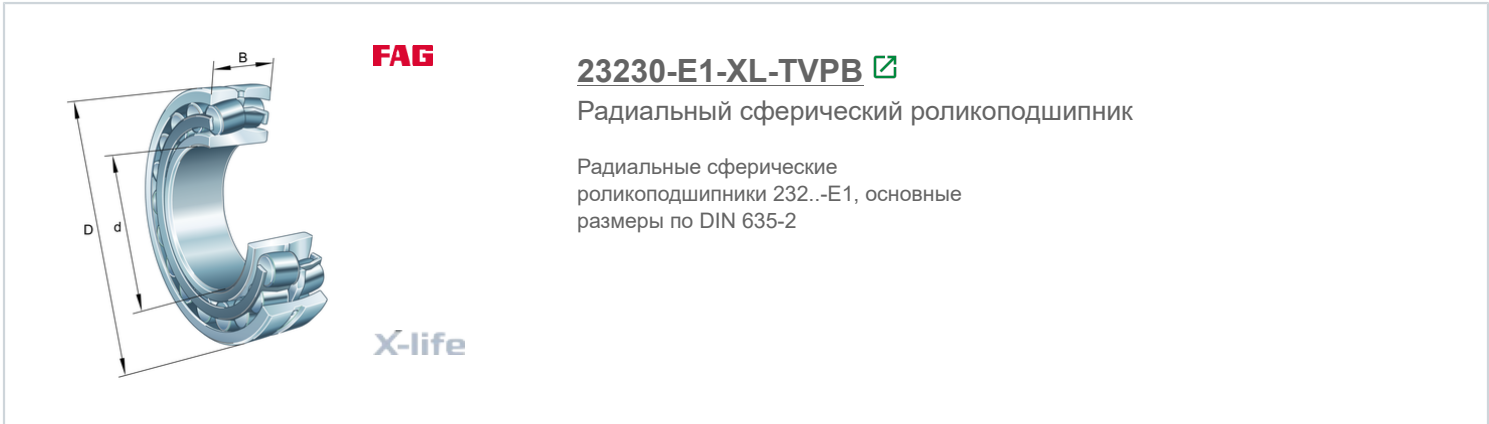 FAG
B
D
d
X-life
23230-E1-XL-TVPB
Радиальный сферический роликоподшипник
Радиальные сферические
роликоподшипники 232..-E1, основные
размеры по DIN 635-2